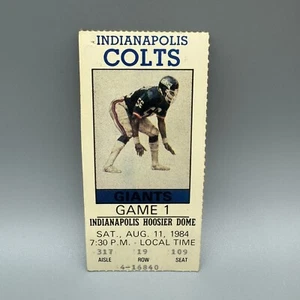 INDIANAPOLIS
COLTS
GIANTS
GAME 1
INDIANAPOLIS HOOSIER DOME
SAT., AUG. 11, 1984
7:30 P.M. - LOCAL TIME
AISLE ROW SEAT
317 19 109
4-16840